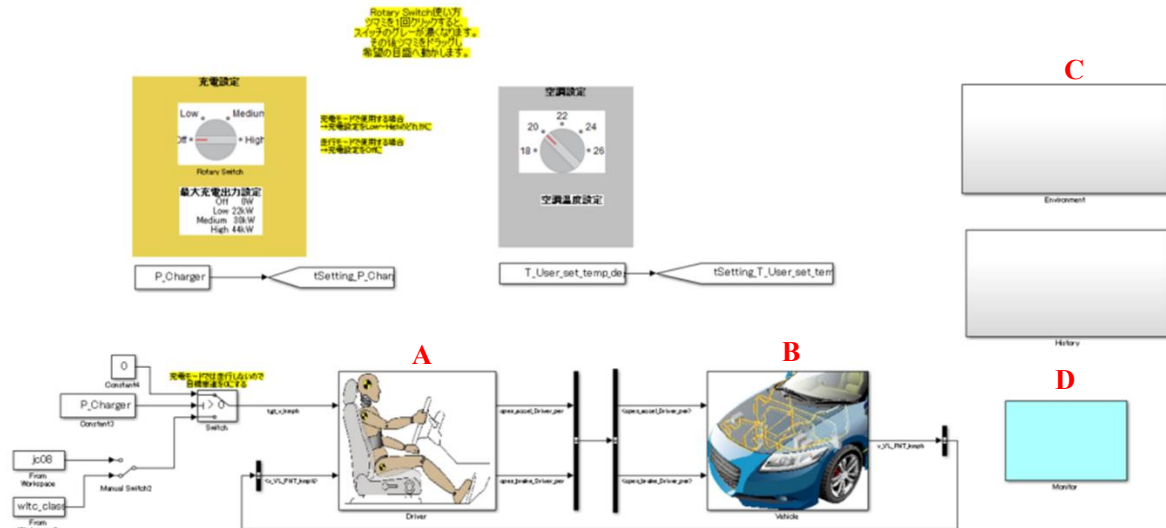 Rotary Switch使い方
ツマミを1回クリックすると、
スイッチのグレーが濃くなります。
その後ツマミをドラッグし
希望の目盛へ動かします。
充電設定
Low
Medium
Off
High
Rotary Switch
最大充電出力設定
Off 0W
Low 22kW
Medium 38kW
High 44kW
充電モードで使用する場合
→充電設定をLow~Highのどれかに
走行モードで使用する場合
→充電設定をOffに
空調設定
18
20
22
24
26
空調温度設定
C
Environment
P_Charger
tSetting_P_Char
T_User_set_temp_de
tSetting_T_User_set_tem
History
0
Constant4
充電モードでは走行しないので
目標車速を0にする
P_Charger
Constant3
> 0
Switch
jc08
From
Workspace
Manual Switch2
wltc_class
From
tgt_v_kmph
<v_VL_PNT_kmph>
A
Driver
<open_accel_Driver_per
<open_brake_Driver_per
B
<open_accel_Driver_per>
<open_brake_Driver_per>
Vehicle
v_VL_PNT_kmph
D
Monitor